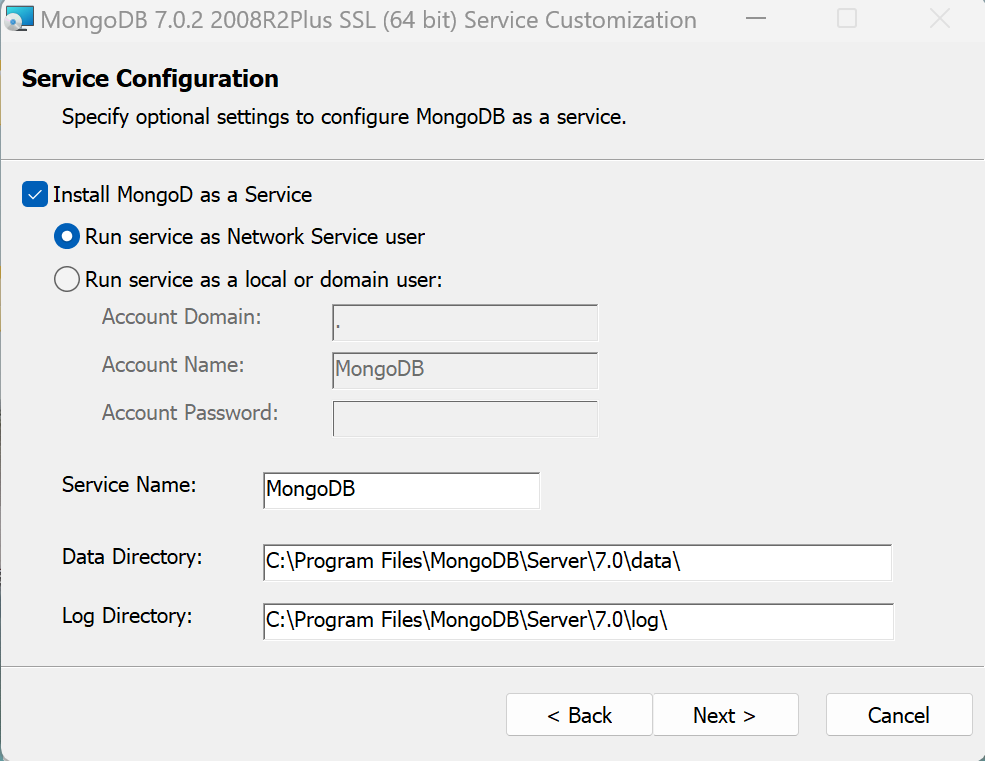 MongoDB 7.0.2 2008R2Plus SSL (64 bit) Service Customization
Service Configuration
Specify optional settings to configure MongoDB as a service.
Install MongoD as a Service
Run service as Network Service user
Run service as a local or domain user:
Account Domain: .
Account Name: MongoDB
Account Password:
Service Name: MongoDB
Data Directory: C:\Program Files\MongoDB\Server\7.0\data\
Log Directory: C:\Program Files\MongoDB\Server\7.0\log\
< Back Next > Cancel